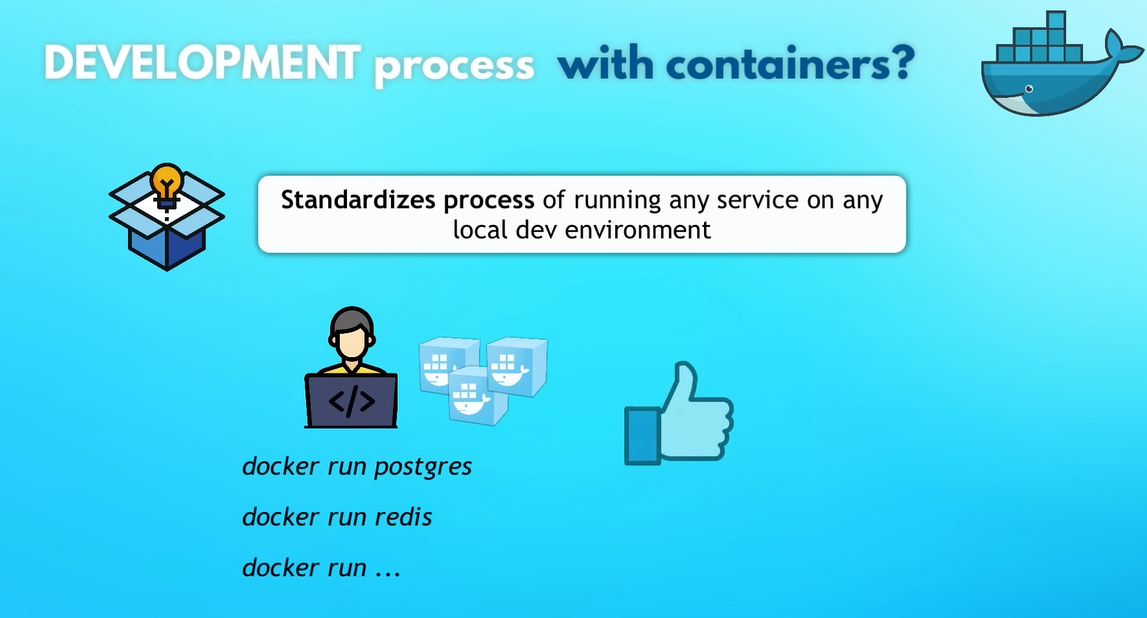 DEVELOPMENT process with containers?
Standardizes process of running any service on any
local dev environment
</>
docker run postgres
docker run redis
docker run ...